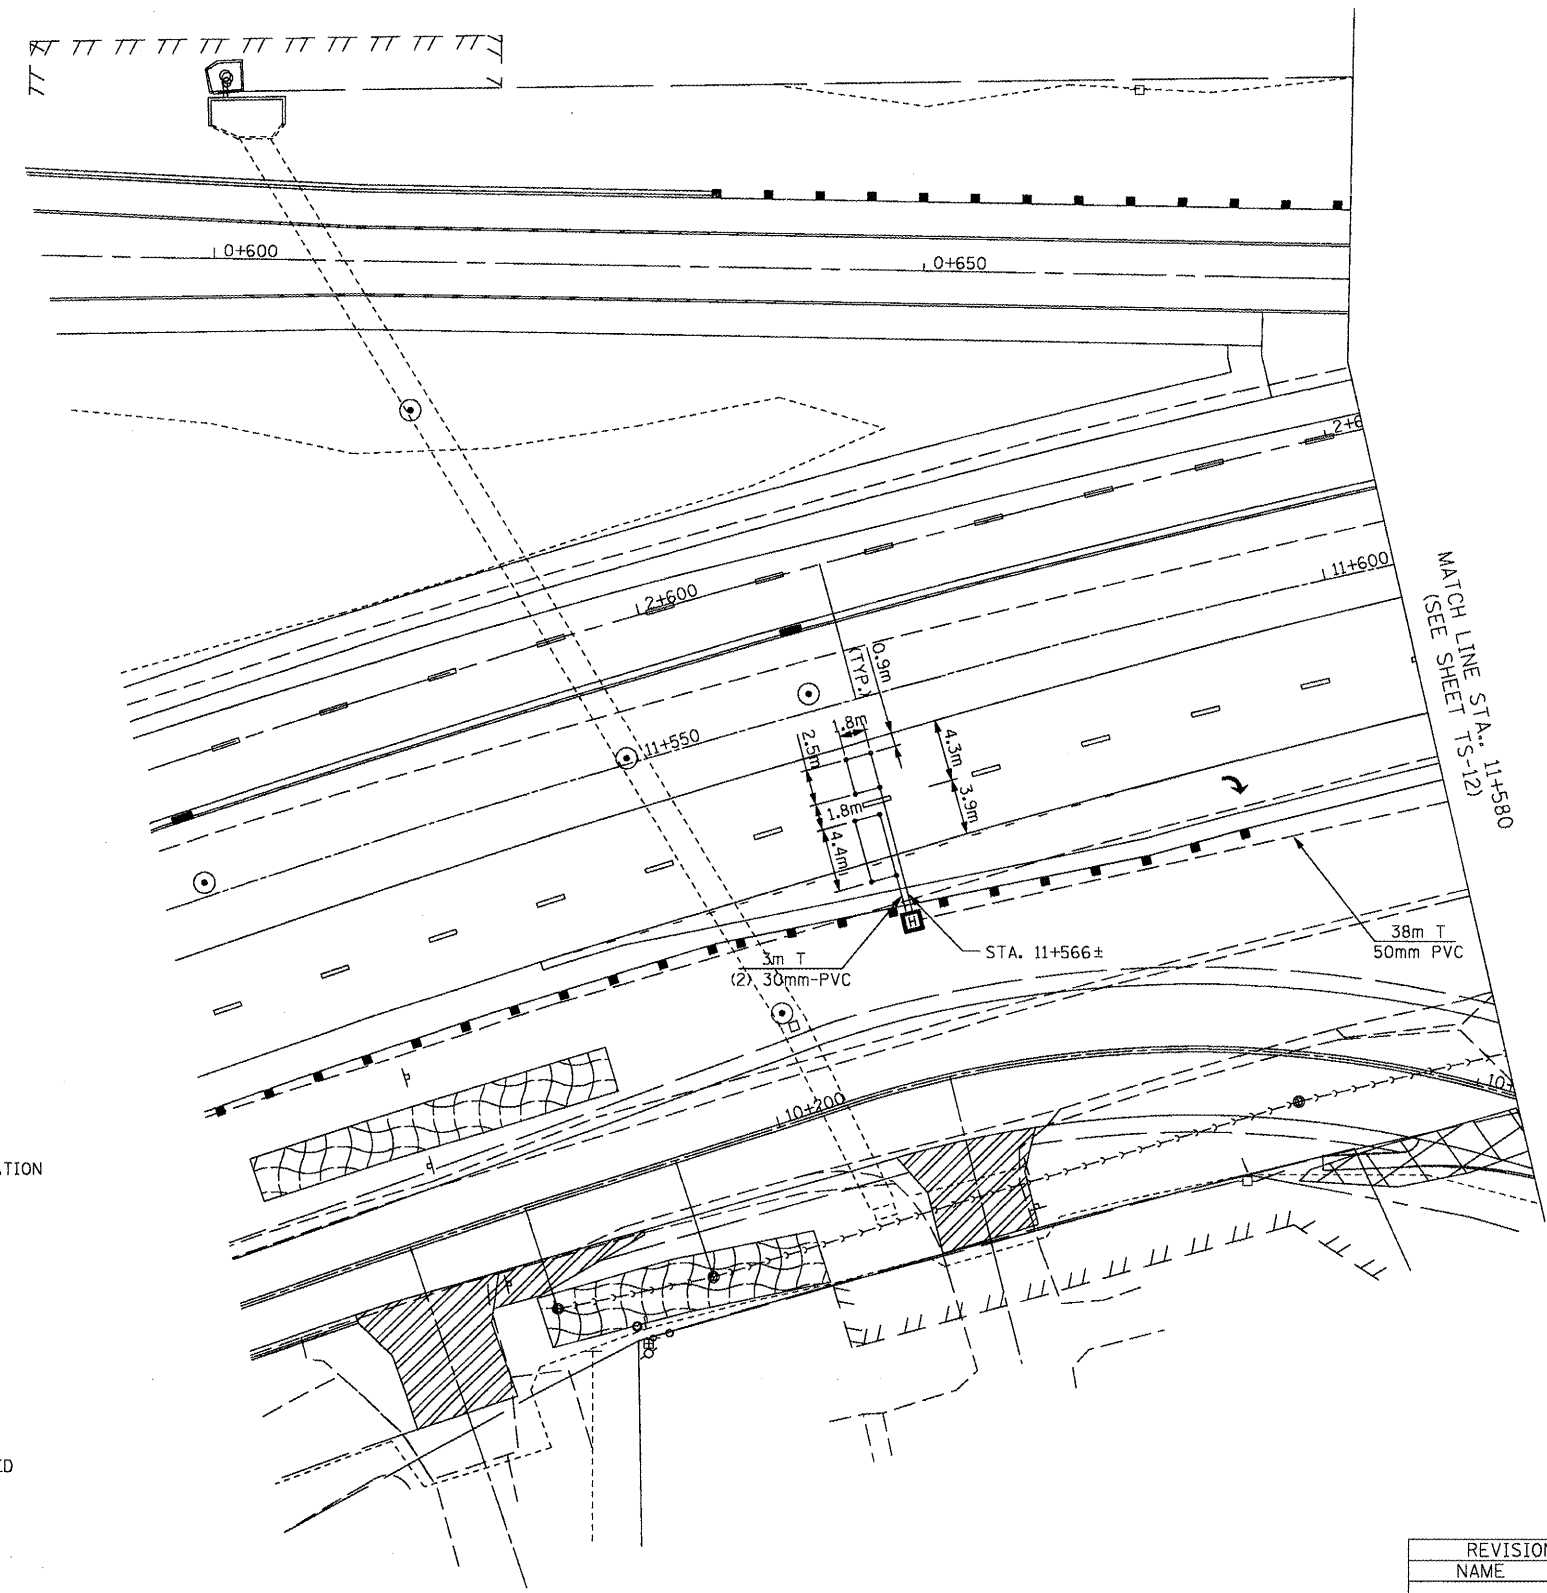 0+600
0+650
2+6
11+600
2+600
MATCH LINE STA.. 11+580
(SEE SHEET TS-12)
0.9m
(TYP.)
1.8m
11+550
2.5m
4.3m
1.8m
3.9m
4.4m
38m T
50mm PVC
STA. 11+566±
3m T
(2) 30mm-PVC
H
10+
10+200
TION
ED
REVISION
NAME